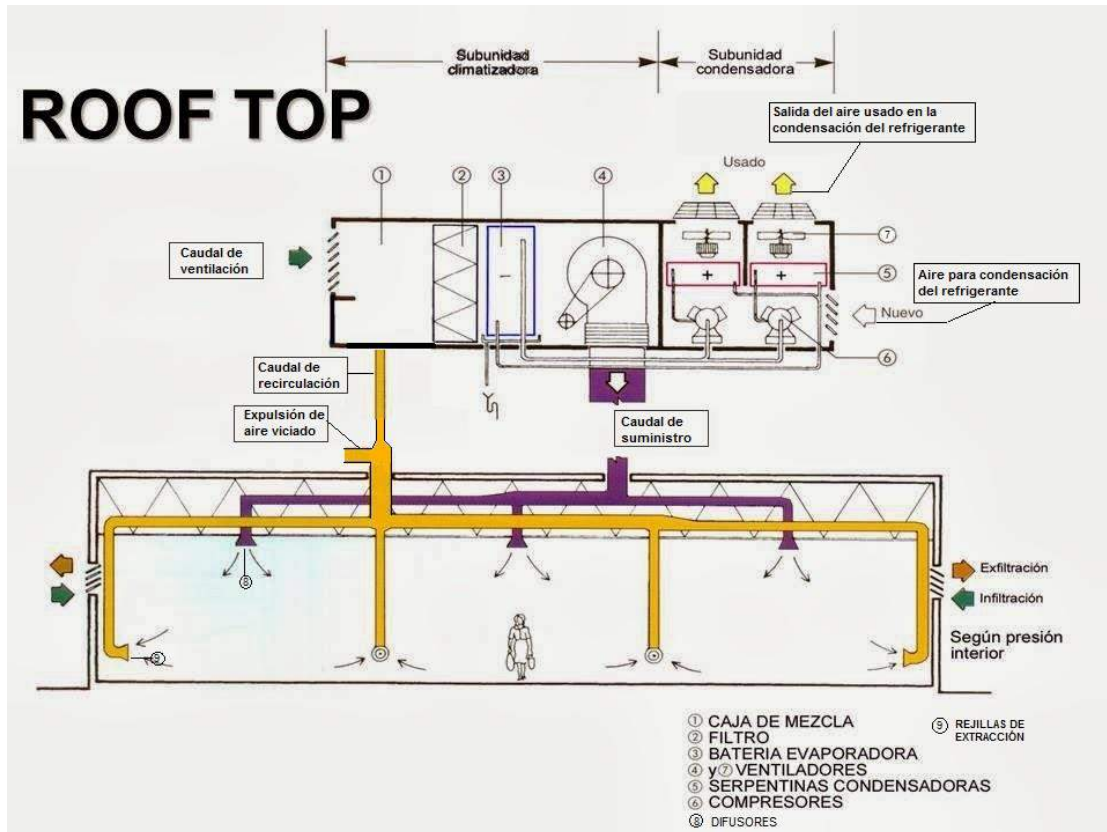 Subunidad
climatizadora
Subunidad
condensadora
ROOF TOP
Salida del aire usado en la
condensación del refrigerante
Usado
①
②
③
④
⑦
Caudal de
ventilación
⑤
Aire para condensación
del refrigerante
Nuevo
⑥
Caudal de
recirculación
Expulsión de
aire viciado
Caudal de
suministro
⑧
Exfiltración
Infiltración
Según presión
interior
⑨
① CAJA DE MEZCLA
② FILTRO
③ BATERIA EVAPORADORA
④ y⑦ VENTILADORES
⑤ SERPENTINAS CONDENSADORAS
⑥ COMPRESORES
⑧ DIFUSORES
⑨ REJILLAS DE
EXTRACCIÓN